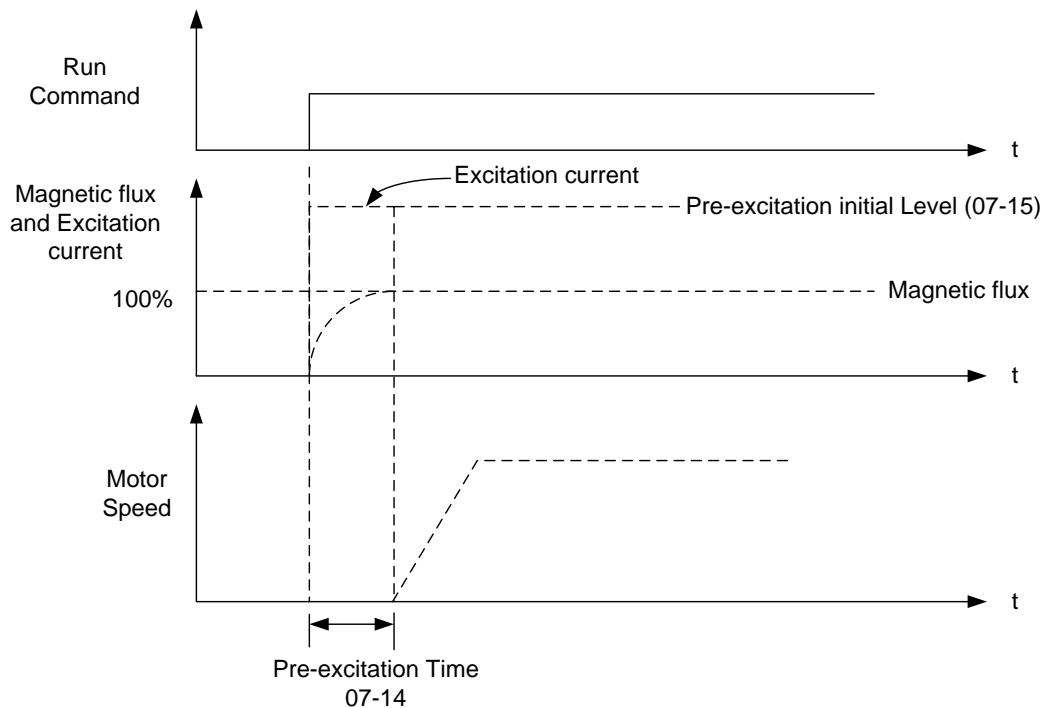 Run
Command
t
Excitation current
Magnetic flux
and Excitation
current
Pre-excitation initial Level (07-15)
100%
Magnetic flux
t
Motor
Speed
t
Pre-excitation Time
07-14